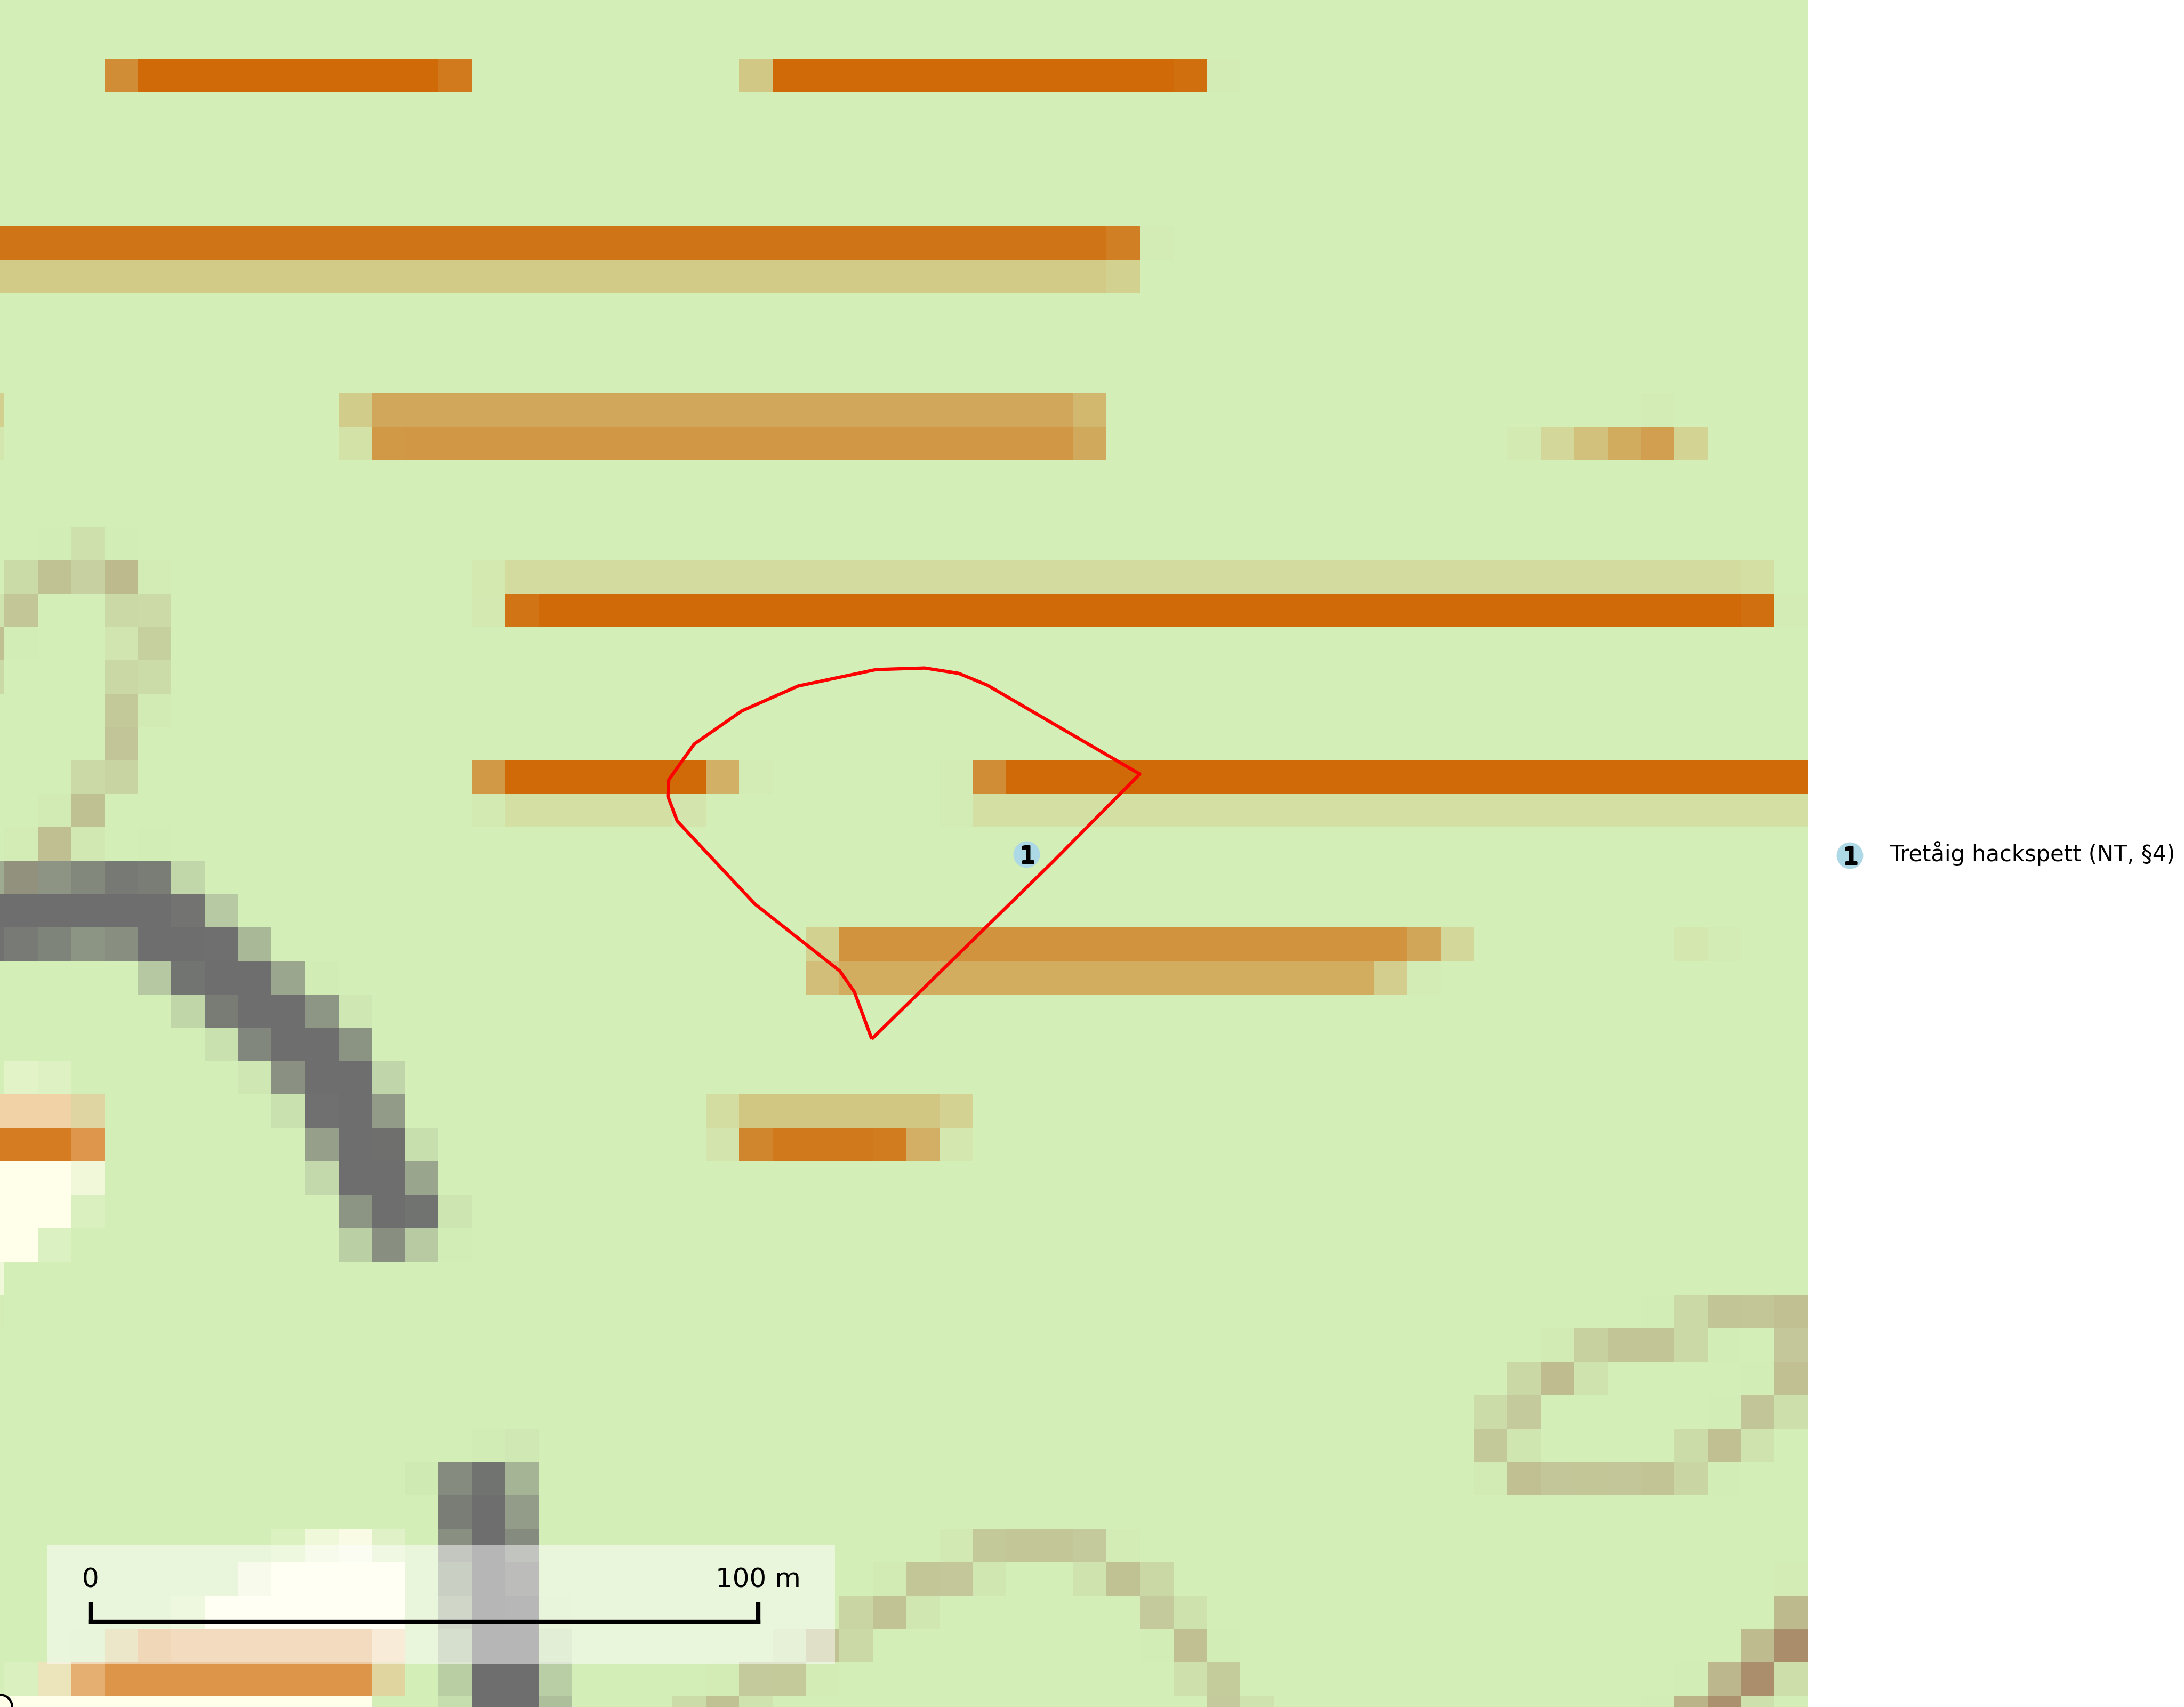 1
1 Tretåig hackspett (NT, §4)
0 100 m